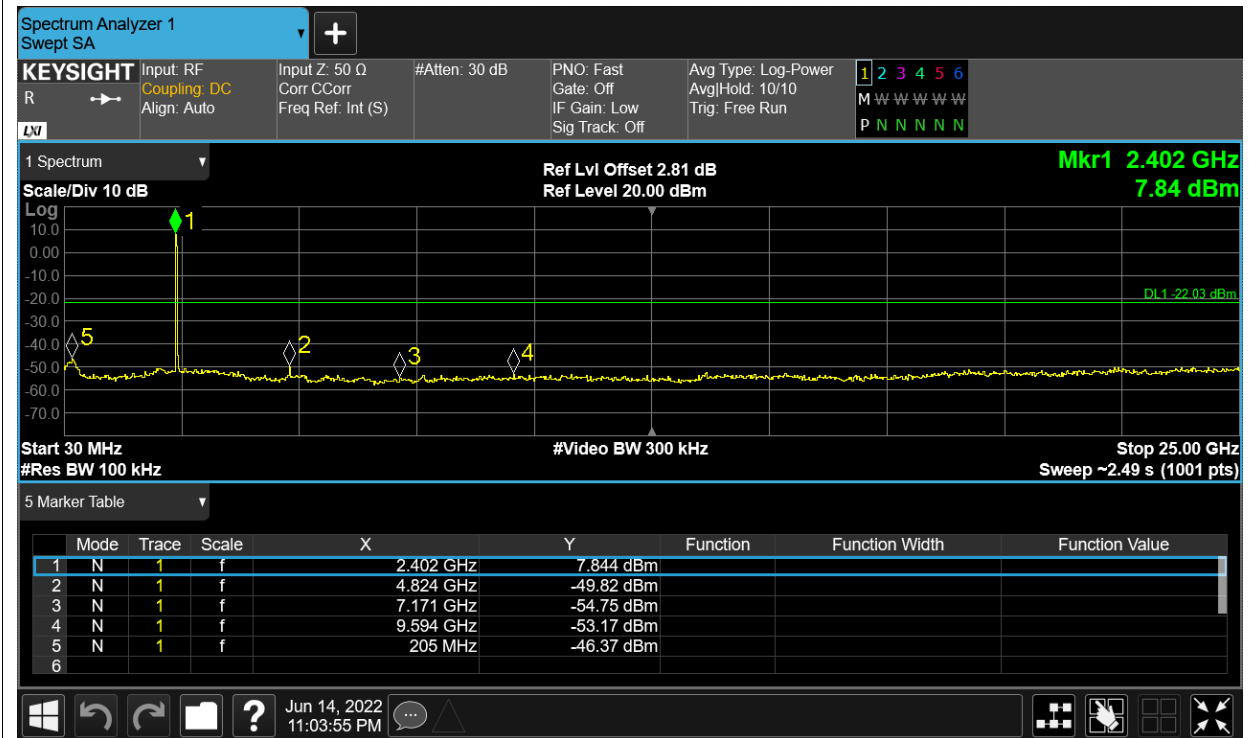 Spectrum Analyzer 1
Swept SA
+
KEYSIGHT Input: RF Input Z: 50 Ω #Atten: 30 dB PNO: Fast Avg Type: Log-Power 1 2 3 4 5 6
R Coupling: DC Corr CCorr Gate: Off Avg|Hold: 10/10 M W W W W W
Align: Auto Freq Ref: Int (S) IF Gain: Low Trig: Free Run
LXI Sig Track: Off P N N N N N
1 Spectrum
Ref Lvl Offset 2.81 dB Mkr1 2.402 GHz
Scale/Div 10 dB Ref Level 20.00 dBm 7.84 dBm
Log
1
10.0
0.00
-10.0
-20.0
DL1 -22.03 dBm
-30.0
5
-40.0
2
3
4
-50.0
-60.0
-70.0
Start 30 MHz #Video BW 300 kHz Stop 25.00 GHz
#Res BW 100 kHz Sweep ~2.49 s (1001 pts)
5 Marker Table
Mode Trace Scale X Y Function Function Width Function Value
1 N 1 f 2.402 GHz 7.844 dBm
2 N 1 f 4.824 GHz -49.82 dBm
3 N 1 f 7.171 GHz -54.75 dBm
4 N 1 f 9.594 GHz -53.17 dBm
5 N 1 f 205 MHz -46.37 dBm
6
? Jun 14, 2022
11:03:55 PM